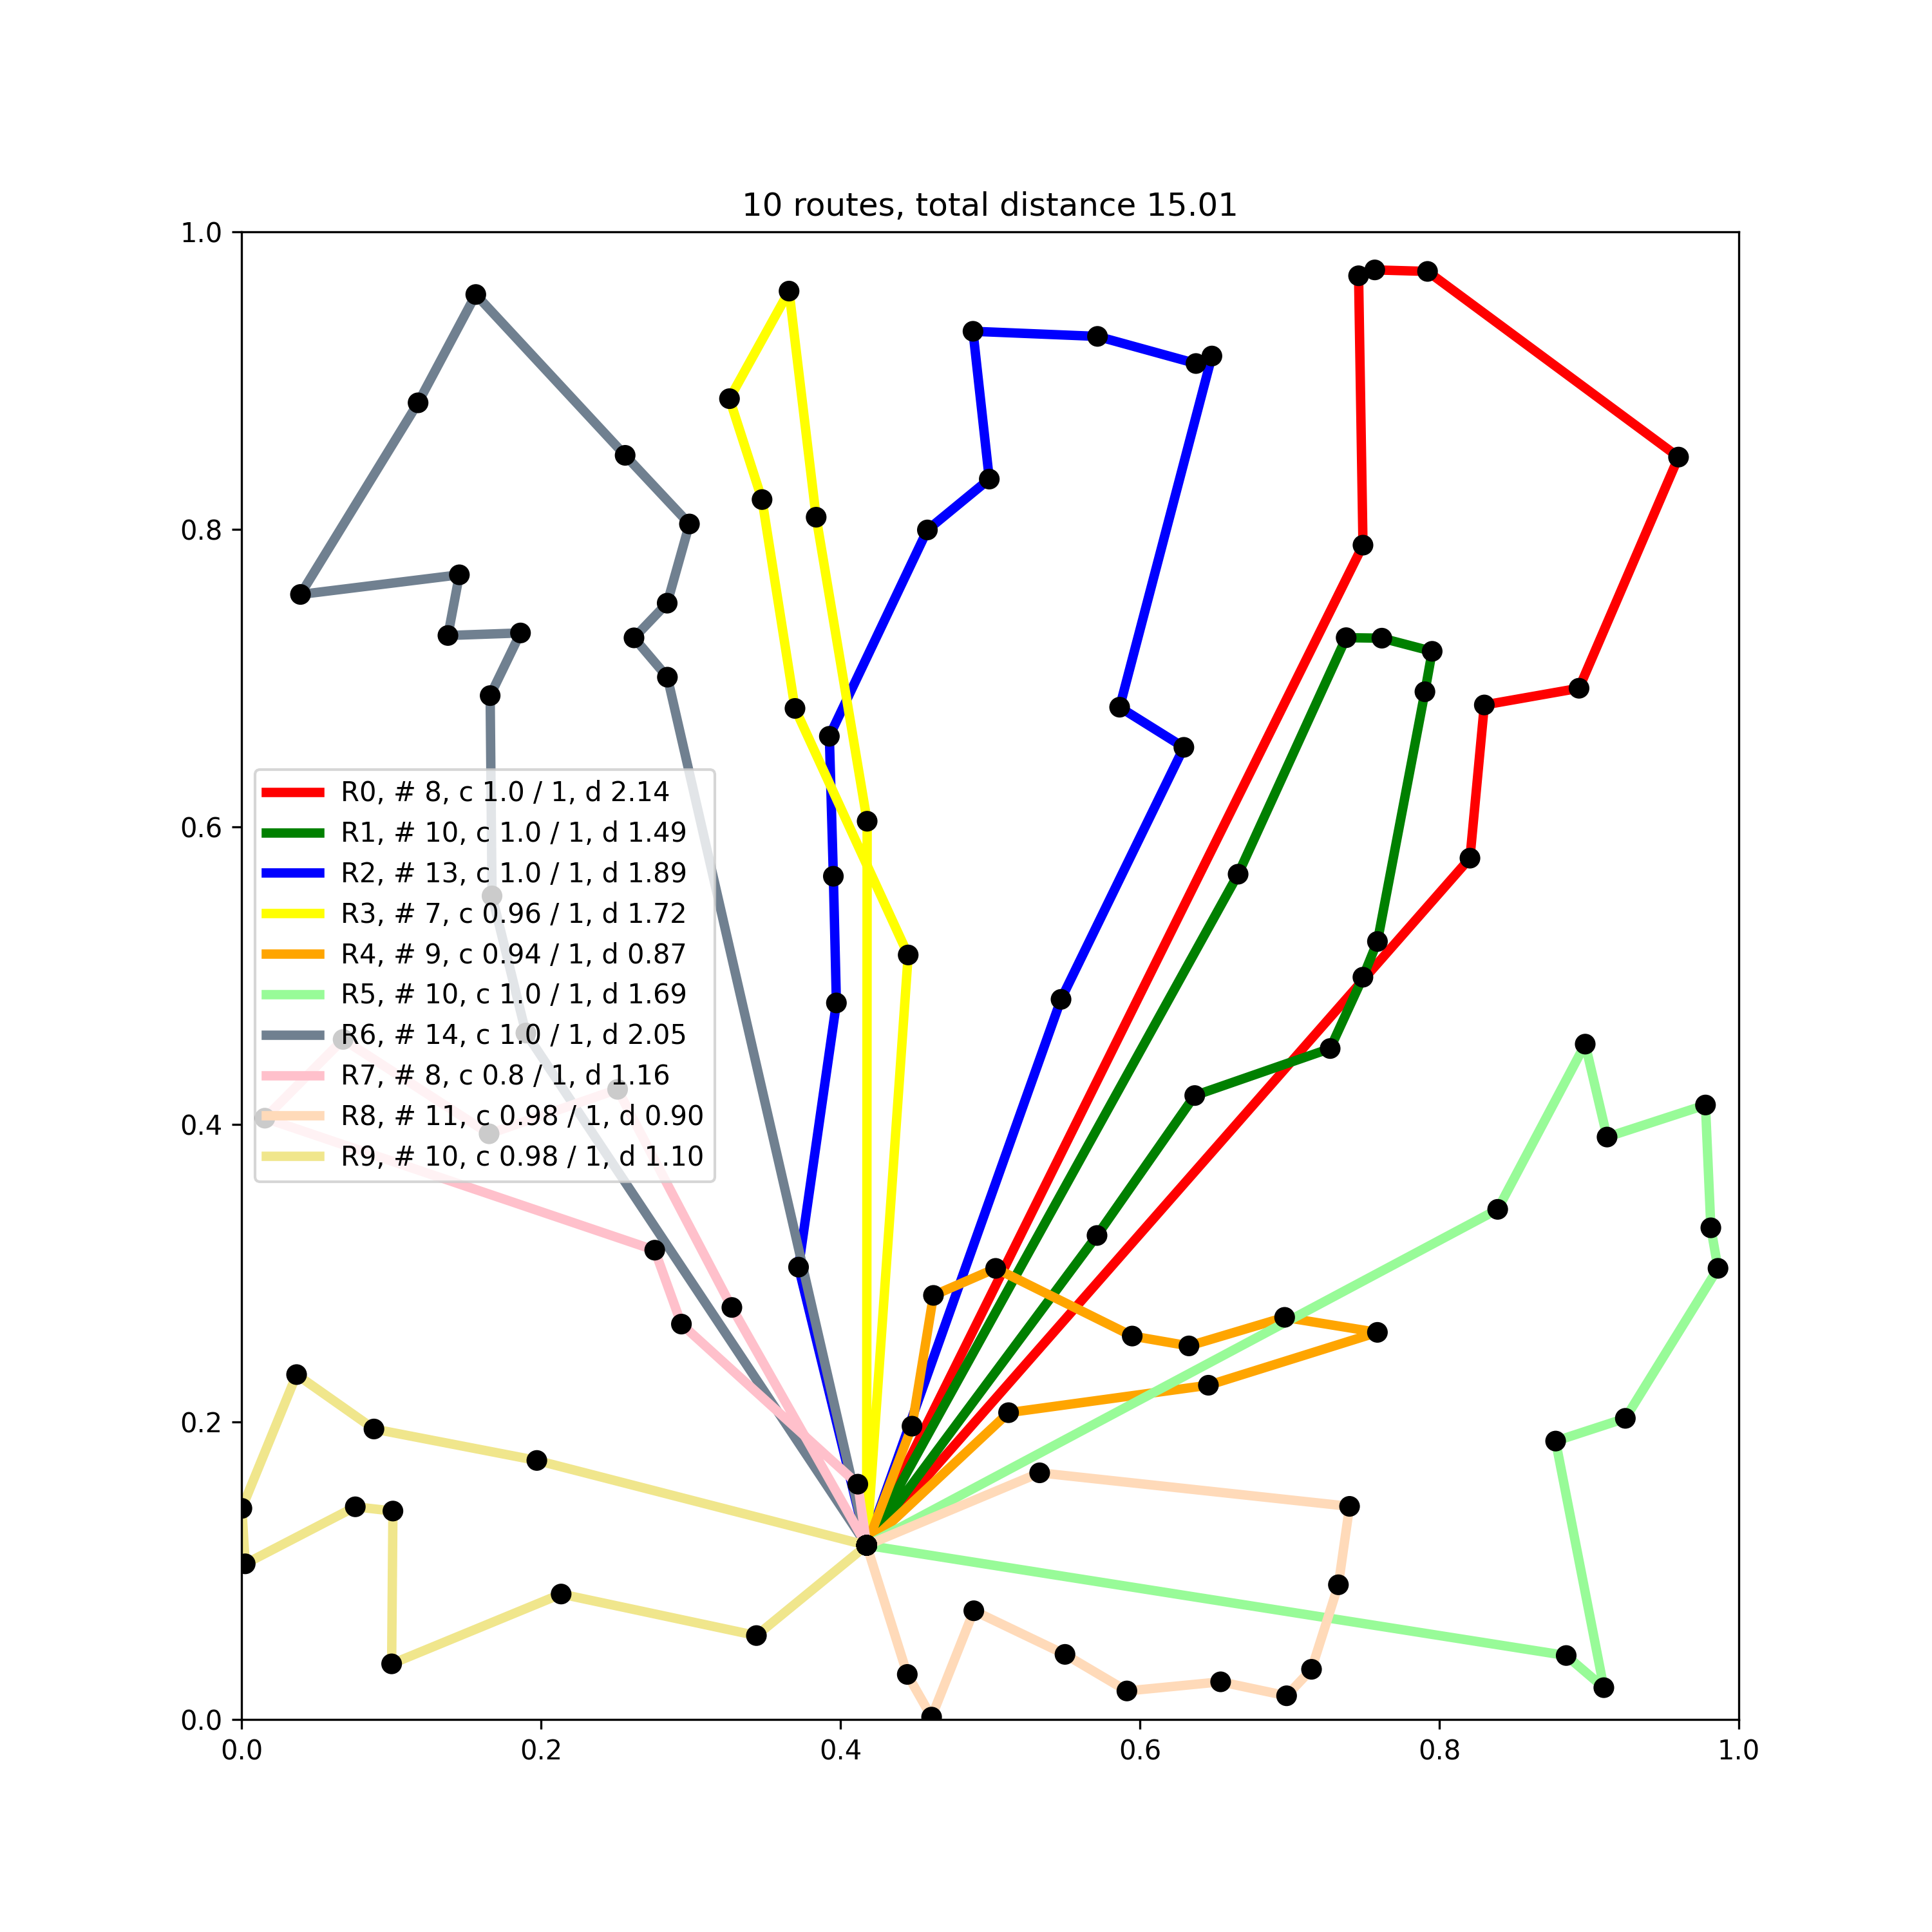 10 routes, total distance 15.01
1.0
0.8
0.6
0.4
0.2
0.0
R0, # 8, c 1.0 / 1, d 2.14
R1, # 10, c 1.0 / 1, d 1.49
R2, # 13, c 1.0 / 1, d 1.89
R3, # 7, c 0.96 / 1, d 1.72
R4, # 9, c 0.94 / 1, d 0.87
R5, # 10, c 1.0 / 1, d 1.69
R6, # 14, c 1.0 / 1, d 2.05
R7, # 8, c 0.8 / 1, d 1.16
R8, # 11, c 0.98 / 1, d 0.90
R9, # 10, c 0.98 / 1, d 1.10
0.0 0.2 0.4 0.6 0.8 1.0